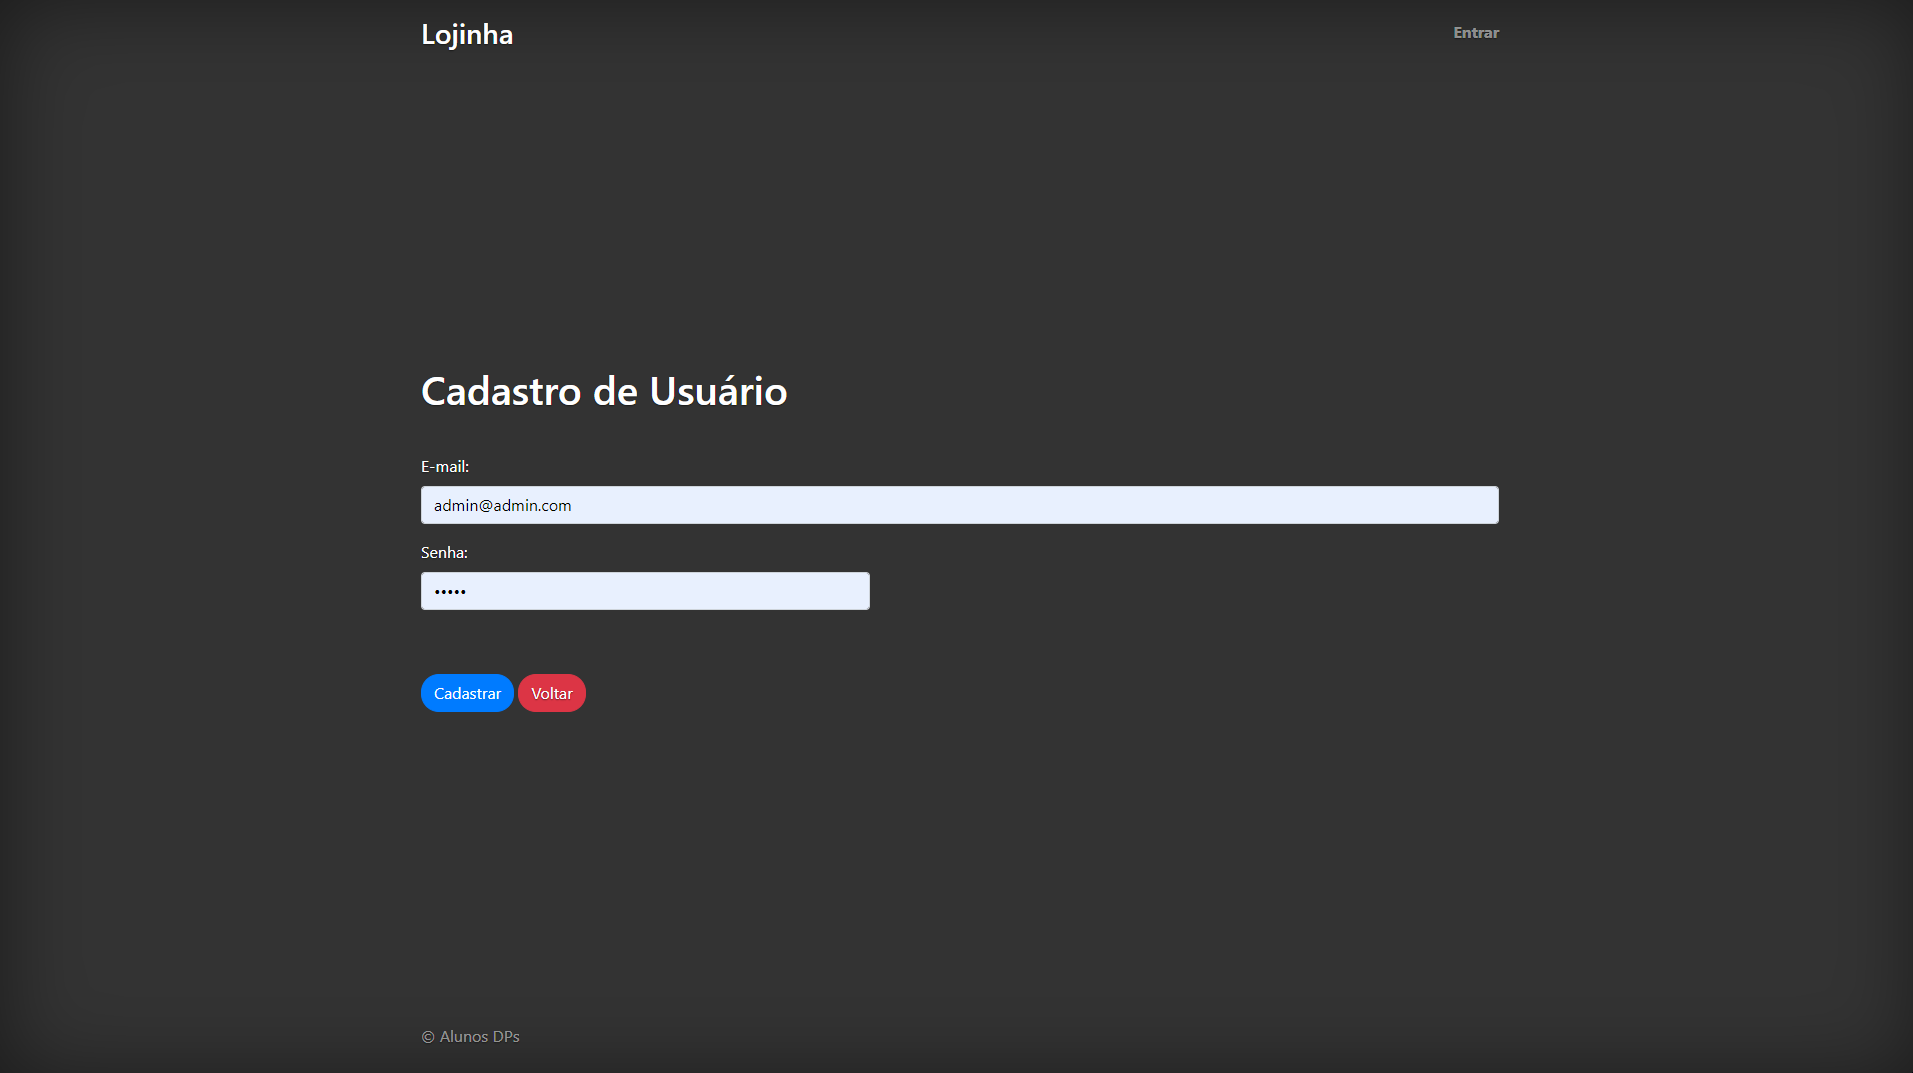 Lojinha
Entrar
Cadastro de Usuário
E-mail:
admin@admin.com
Senha:
•••••
Cadastrar
Voltar
© Alunos DPs